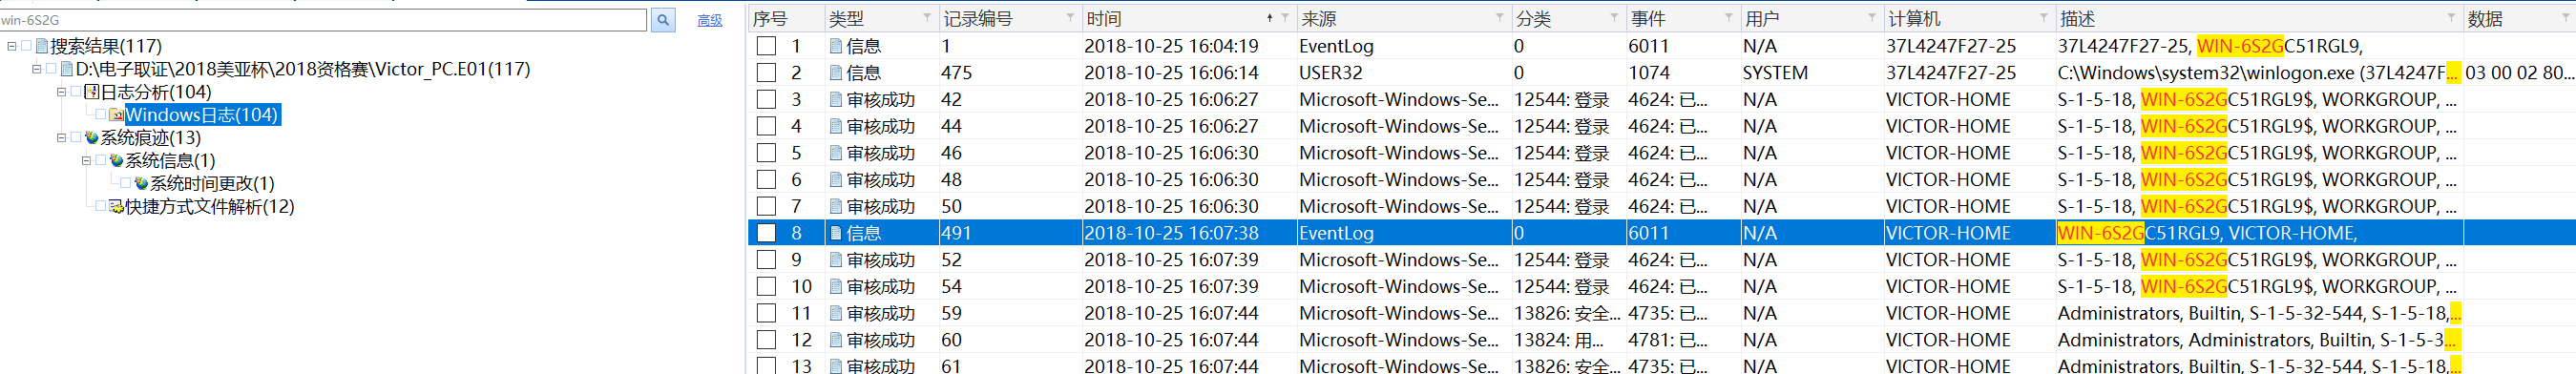 win-6S2G 高级
搜索结果(117)
D:\电子取证\2018美亚杯\2018资格赛\Victor_PC.E01(117)
日志分析(104)
Windows日志(104)
系统痕迹(13)
系统信息(1)
系统时间更改(1)
快捷方式文件解析(12)
序号 类型 记录编号 时间 来源 分类 事件 用户 计算机 描述 数据
1 信息 1 2018-10-25 16:04:19 EventLog 0 6011 N/A 37L4247F27-25 37L4247F27-25, WIN-6S2GC51RGL9,
2 信息 475 2018-10-25 16:06:14 USER32 0 1074 SYSTEM 37L4247F27-25 C:\Windows\system32\winlogon.exe (37L4247F... 03 00 02 80...
3 审核成功 42 2018-10-25 16:06:27 Microsoft-Windows-Se... 12544: 登录 4624: 已... N/A VICTOR-HOME S-1-5-18, WIN-6S2GC51RGL9$, WORKGROUP, ...
4 审核成功 44 2018-10-25 16:06:27 Microsoft-Windows-Se... 12544: 登录 4624: 已... N/A VICTOR-HOME S-1-5-18, WIN-6S2GC51RGL9$, WORKGROUP, ...
5 审核成功 46 2018-10-25 16:06:30 Microsoft-Windows-Se... 12544: 登录 4624: 已... N/A VICTOR-HOME S-1-5-18, WIN-6S2GC51RGL9$, WORKGROUP, ...
6 审核成功 48 2018-10-25 16:06:30 Microsoft-Windows-Se... 12544: 登录 4624: 已... N/A VICTOR-HOME S-1-5-18, WIN-6S2GC51RGL9$, WORKGROUP, ...
7 审核成功 50 2018-10-25 16:06:30 Microsoft-Windows-Se... 12544: 登录 4624: 已... N/A VICTOR-HOME S-1-5-18, WIN-6S2GC51RGL9$, WORKGROUP, ...
8 信息 491 2018-10-25 16:07:38 EventLog 0 6011 N/A VICTOR-HOME WIN-6S2GC51RGL9, VICTOR-HOME,
9 审核成功 52 2018-10-25 16:07:39 Microsoft-Windows-Se... 12544: 登录 4624: 已... N/A VICTOR-HOME S-1-5-18, WIN-6S2GC51RGL9$, WORKGROUP, ...
10 审核成功 54 2018-10-25 16:07:39 Microsoft-Windows-Se... 12544: 登录 4624: 已... N/A VICTOR-HOME S-1-5-18, WIN-6S2GC51RGL9$, WORKGROUP, ...
11 审核成功 59 2018-10-25 16:07:44 Microsoft-Windows-Se... 13826: 安全... 4735: 已... N/A VICTOR-HOME Administrators, Builtin, S-1-5-32-544, S-1-5-18,...
12 审核成功 60 2018-10-25 16:07:44 Microsoft-Windows-Se... 13824: 用... 4781: 已... N/A VICTOR-HOME Administrators, Administrators, Builtin, S-1-5-3...
13 审核成功 61 2018-10-25 16:07:44 Microsoft-Windows-Se... 13826: 安全... 4735: 已... N/A VICTOR-HOME Administrators, Builtin, S-1-5-32-544, S-1-5-18,...